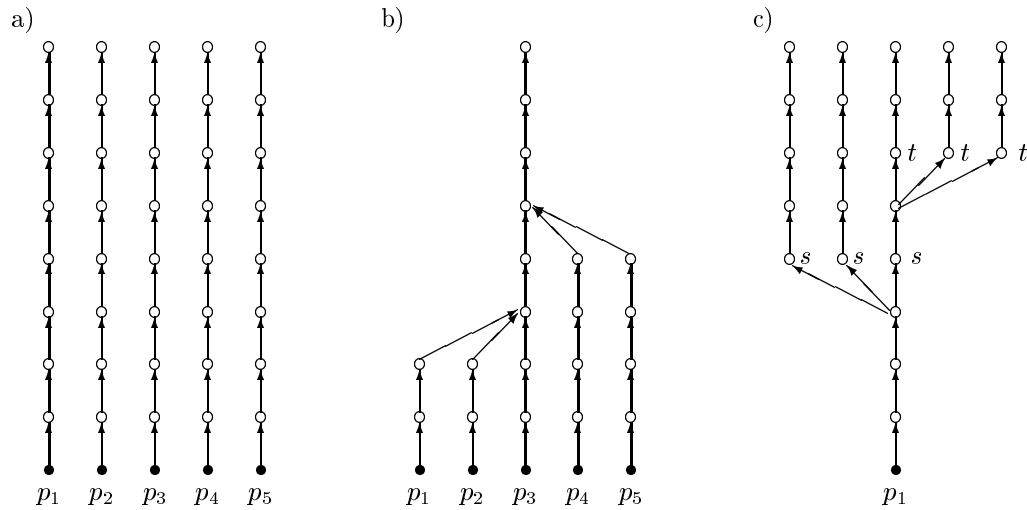 a) b) c)
t t t
s s s
p₁ p₂ p₃ p₄ p₅ p₁ p₂ p₃ p₄ p₅ p₁